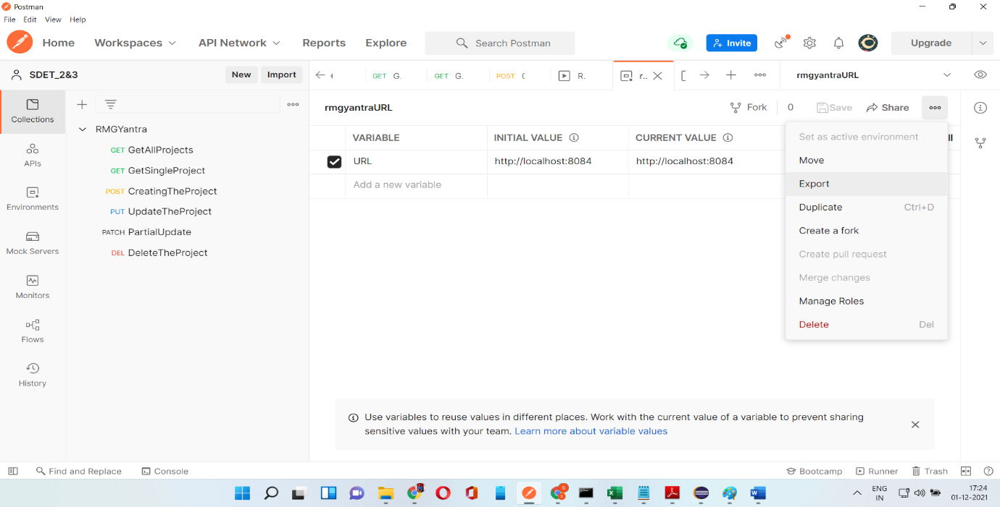 Postman
File Edit View Help
Home Workspaces API Network Reports Explore Search Postman Invite Upgrade
SDET_2&3 New Import GET G. GET G. POST R. r.. rmgyantraURL
Collections
APIs
Environments
Mock Servers
Monitors
Flows
History
RMGYantra
GET GetAllProjects
GET GetSingleProject
POST CreatingTheProject
PUT UpdateTheProject
PATCH PartialUpdate
DEL DeleteTheProject
rmgyantraURL Fork 0 Save Share
VARIABLE INITIAL VALUE CURRENT VALUE
URL http://localhost:8084 http://localhost:8084
Add a new variable
Set as active environment
Move
Export
Duplicate Ctrl+D
Create a fork
Create pull request
Merge changes
Manage Roles
Delete Del
Use variables to reuse values in different places. Work with the current value of a variable to prevent sharing
sensitive values with your team. Learn more about variable values
Find and Replace Console Bootcamp Runner Trash
ENG
IN
17:24
01-12-2021